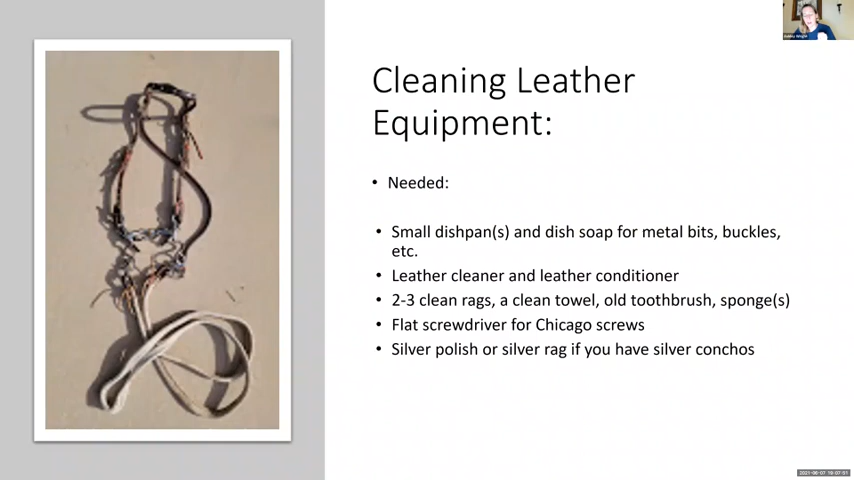 Cleaning Leather
Equipment:
• Needed:
• Small dishpan(s) and dish soap for metal bits, buckles,
etc.
• Leather cleaner and leather conditioner
• 2-3 clean rags, a clean towel, old toothbrush, sponge(s)
• Flat screwdriver for Chicago screws
• Silver polish or silver rag if you have silver conchos